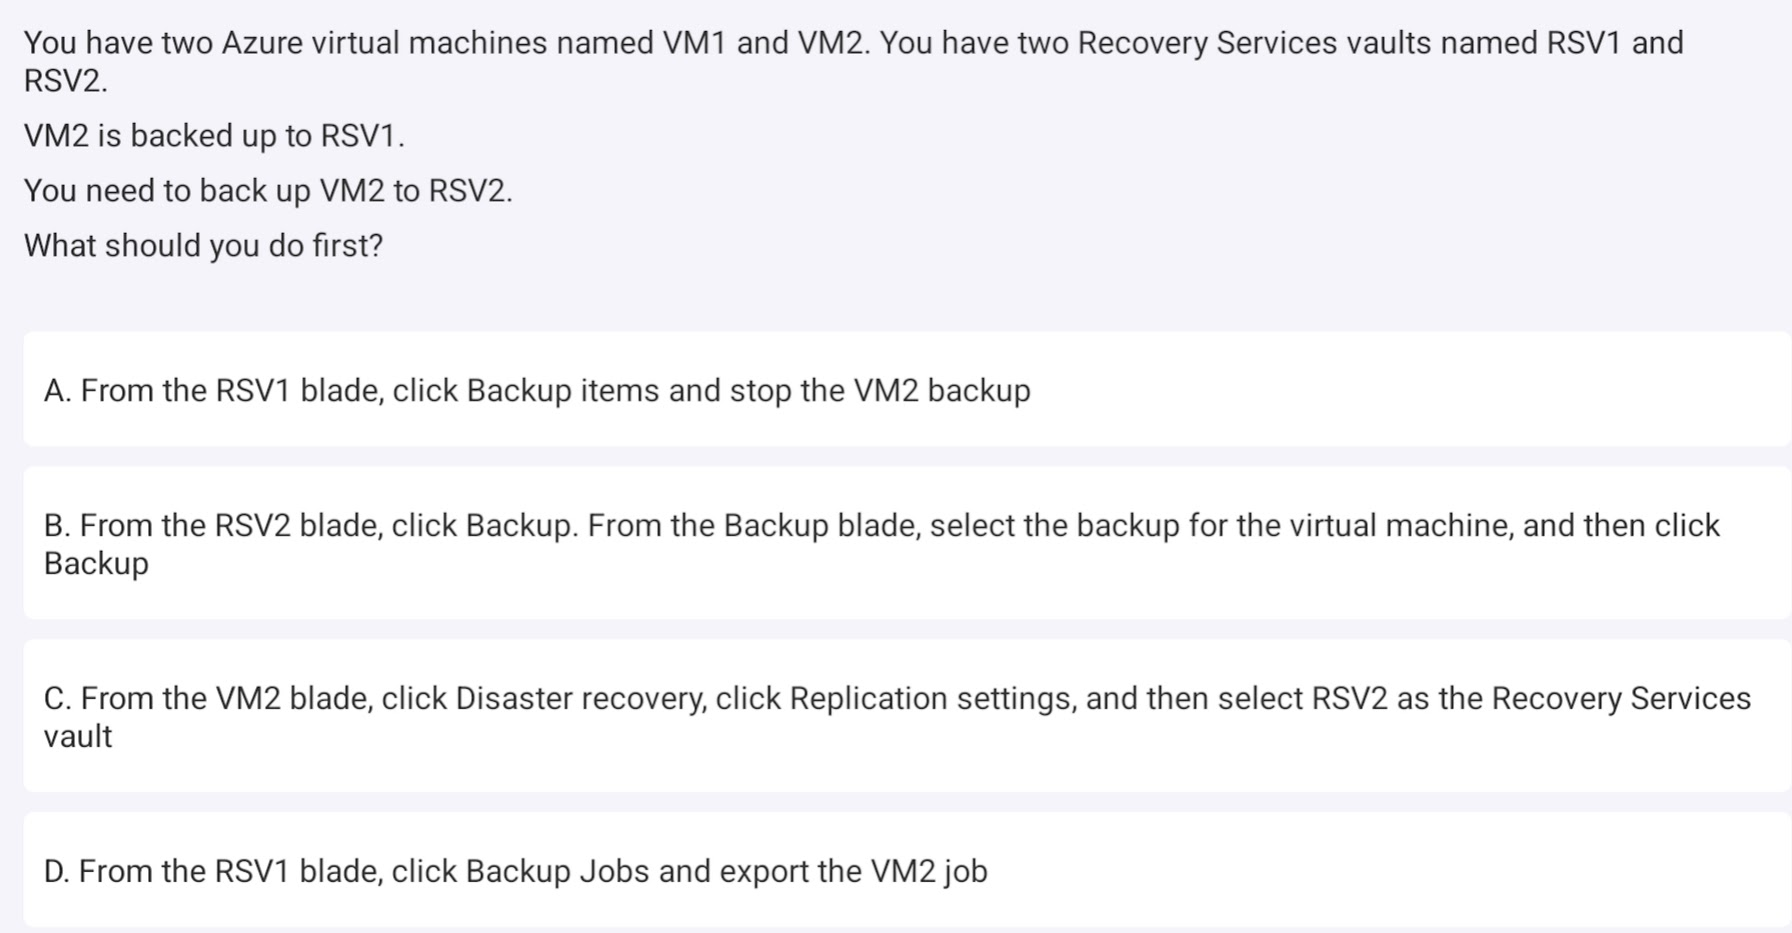 You have two Azure virtual machines named VM1 and VM2. You have two Recovery Services vaults named RSV1 and
RSV2.
VM2 is backed up to RSV1.
You need to back up VM2 to RSV2.
What should you do first?
A. From the RSV1 blade, click Backup items and stop the VM2 backup
B. From the RSV2 blade, click Backup. From the Backup blade, select the backup for the virtual machine, and then click
Backup
C. From the VM2 blade, click Disaster recovery, click Replication settings, and then select RSV2 as the Recovery Services
vault
D. From the RSV1 blade, click Backup Jobs and export the VM2 job